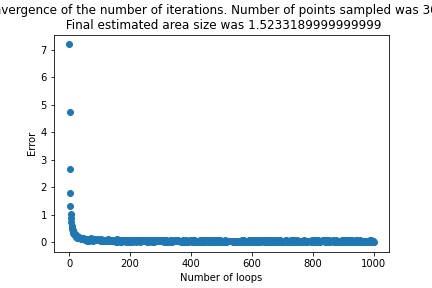 vergence of the number of iterations. Number of points sampled was 30
Final estimated area size was 1.5233189999999999
7
6
5
4
3
2
1
0
Error
0 200 400 600 800 1000
Number of loops